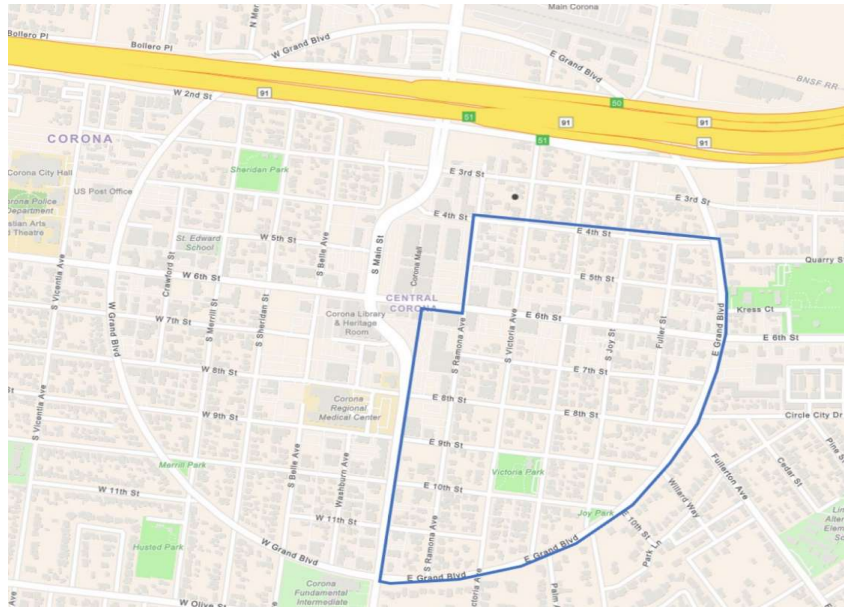 Main Corona
Bollero Pl
Bollero Pl
W Grand Blvd
E Grand Blvd
BNSF RR
W 2nd St
91
51
50
91
91
91
51
CORONA
Corona City Hall
US Post Office
Corona Police
Department
Theatre
Sheridan Park
E 3rd St
E 3rd St
E 4th St
E 4th St
St. Edward
School
W 5th St
S Belle Ave
S Main St
Corona Mall
E 5th St
Quarry S
S Vicentia Ave
Crawford St
W 6th St
CENTRAL
CORONA
Kress Ct
W Grand Blvd
W 7th St
S Merrill St
S Sheridan St
Corona Library
& Heritage
Room
S Ramona Ave
S Victoria Ave
E 6th St
S Joy St
Fuller St
E Grand Blvd
E 6th St
W 8th St
E 7th St
S Vicentia Ave
W 9th St
Corona
Regional
Medical Center
E 8th St
E 8th St
Circle City Dr
S Belle Ave
Washburn Ave
E 9th St
Merrill Park
Victoria Park
Fullerton Ave
Cedar St
Pine S
W 11th St
E 10th St
Willard Way
W 11th St
Joy Park
E 10th St
Husted Park
S Ramona Ave
E Grand Blvd
Park Ln
W Grand Blvd
E Grand Blvd
Corona
Fundamental
Intermediate
W Olive S
Victoria Ave
Palm